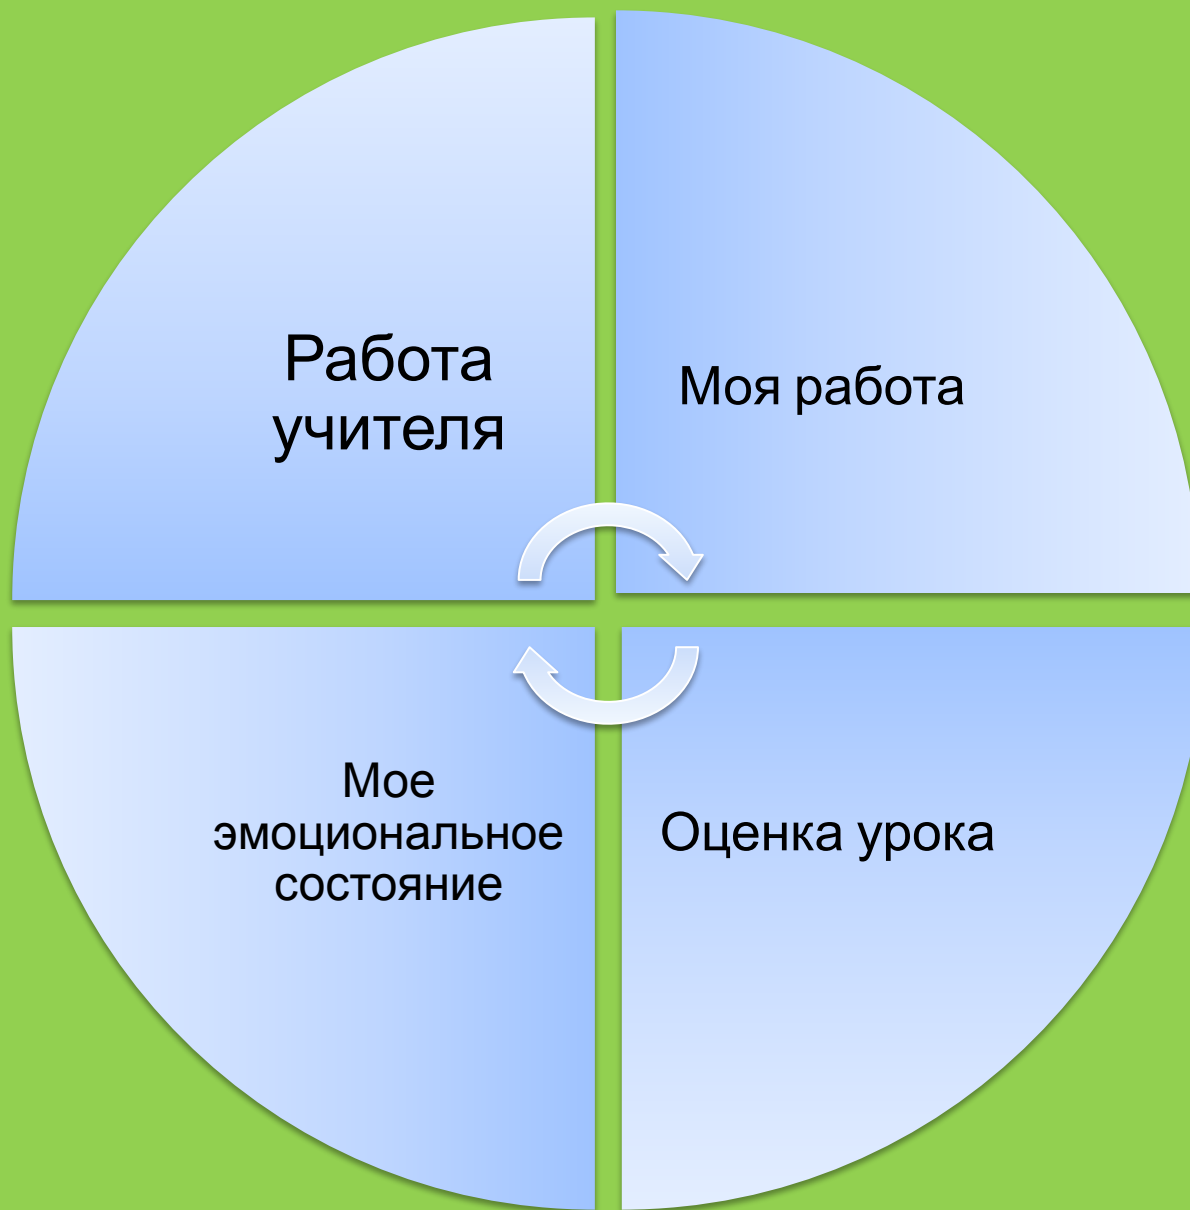 Работа
учителя
Моя работа
Мое
эмоциональное
состояние
Оценка урока